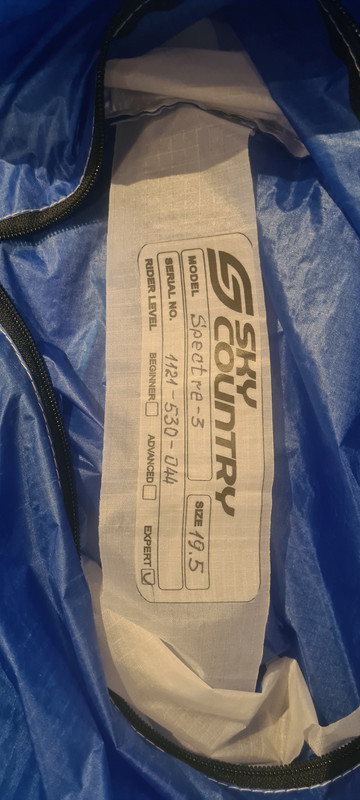 SKY
COUNTRY
MODEL Spectre-3 SIZE 19.5
SERIAL NO. 1121-530-044
RIDER LEVEL BEGINNER ADVANCED EXPERT ✓